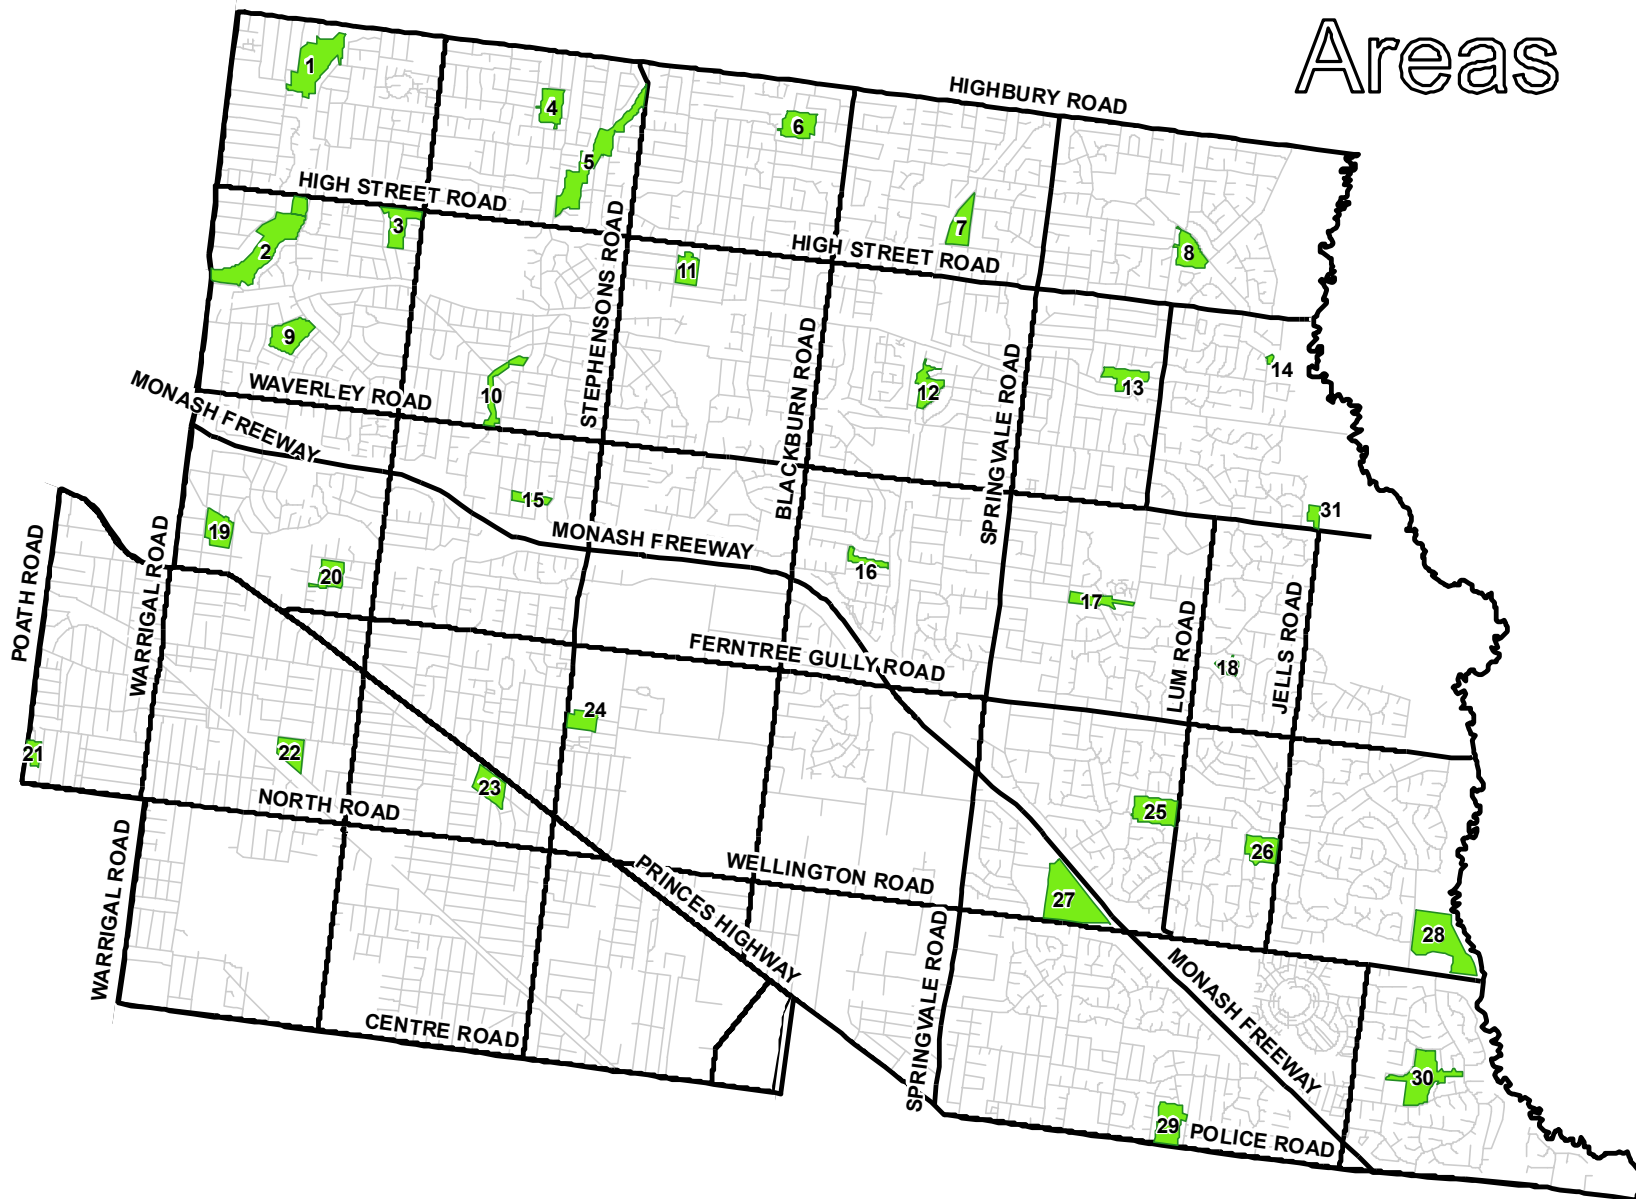 Areas
HIGHBURY ROAD
1
4
6
5
HIGH STREET ROAD
3
2
7
8
HIGH STREET ROAD
STEPHENSONS ROAD
11
9
BLACKBURN ROAD
SPRINGVALE ROAD
14
13
12
10
WAVERLEY ROAD
MONASH FREEWAY
15
31
19
MONASH FREEWAY
16
20
POATH ROAD
WARRIGAL ROAD
17
LUM ROAD
JELLS ROAD
18
FERNTREE GULLY ROAD
24
21
22
23
NORTH ROAD
25
26
WARRIGAL ROAD
WELLINGTON ROAD
PRINCES HIGHWAY
27
28
SPRINGVALE ROAD
MONASH FREEWAY
CENTRE ROAD
30
29
POLICE ROAD